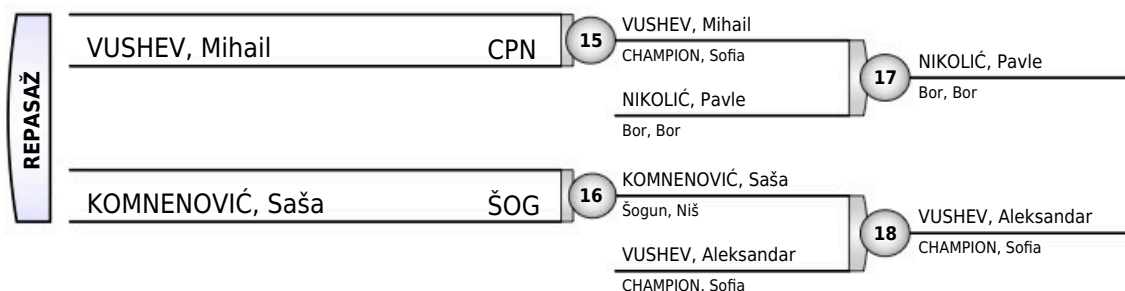 REPASAŽ
VUSHEV, Mihail CPN
15
VUSHEV, Mihail
CHAMPION, Sofia
NIKOLIĆ, Pavle
Bor, Bor
17
NIKOLIĆ, Pavle
Bor, Bor
KOMNENOVIĆ, Saša ŠOG
16
KOMNENOVIĆ, Saša
Šogun, Niš
VUSHEV, Aleksandar
CHAMPION, Sofia
18
VUSHEV, Aleksandar
CHAMPION, Sofia